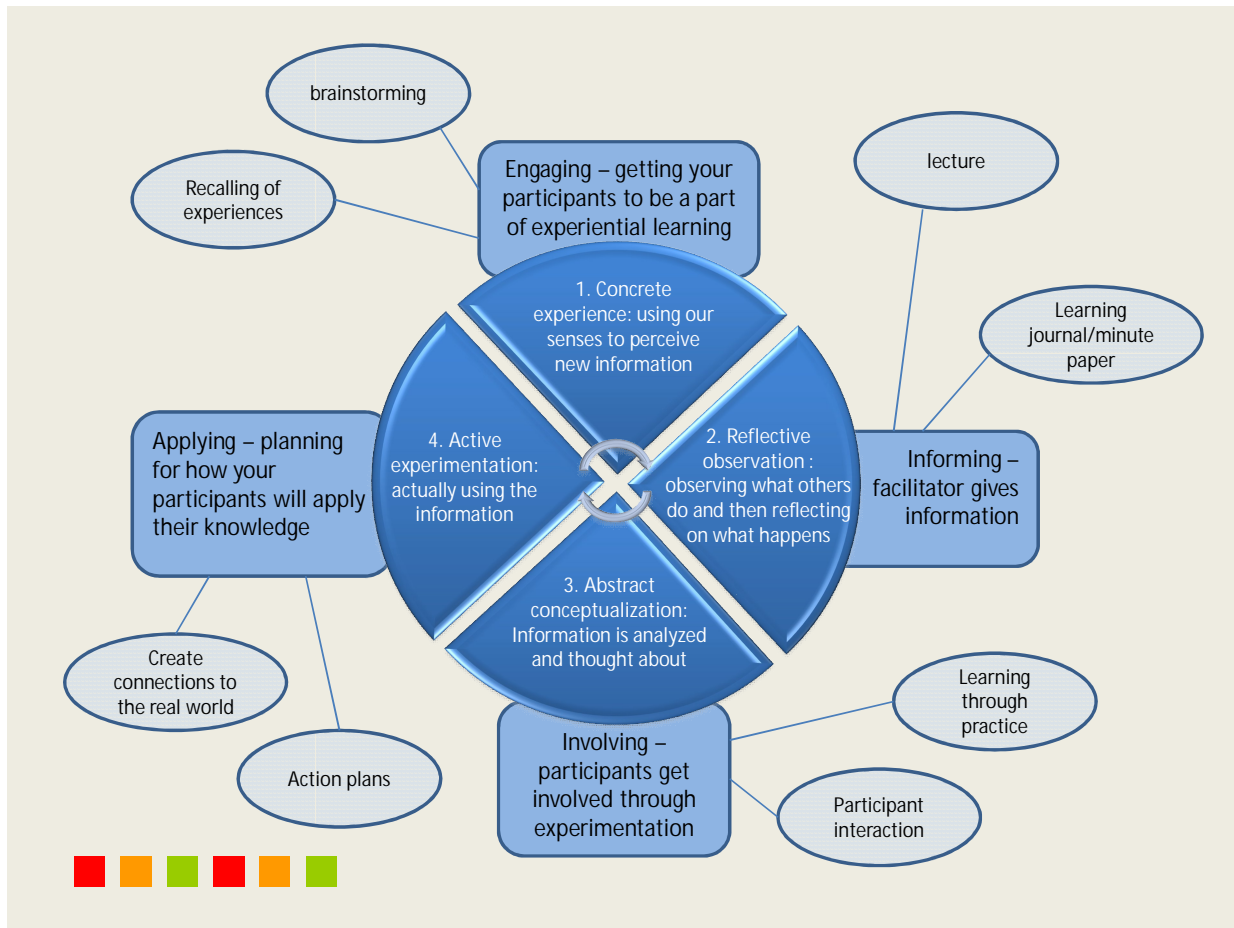 brainstorming
Recalling of
experiences
Engaging – getting your
participants to be a part
of experiential learning
lecture
Learning
journal/minute
paper
1. Concrete
experience: using our
senses to perceive
new information
2. Reflective
observation :
observing what others
do and then reflecting
on what happens
Informing –
facilitator gives
information
3. Abstract
conceptualization:
Information is analyzed
and thought about
Involving –
participants get
involved through
experimentation
Learning
through
practice
Participant
interaction
4. Active
experimentation:
actually using the
information
Applying – planning
for how your
participants will apply
their knowledge
Create
connections to
the real world
Action plans